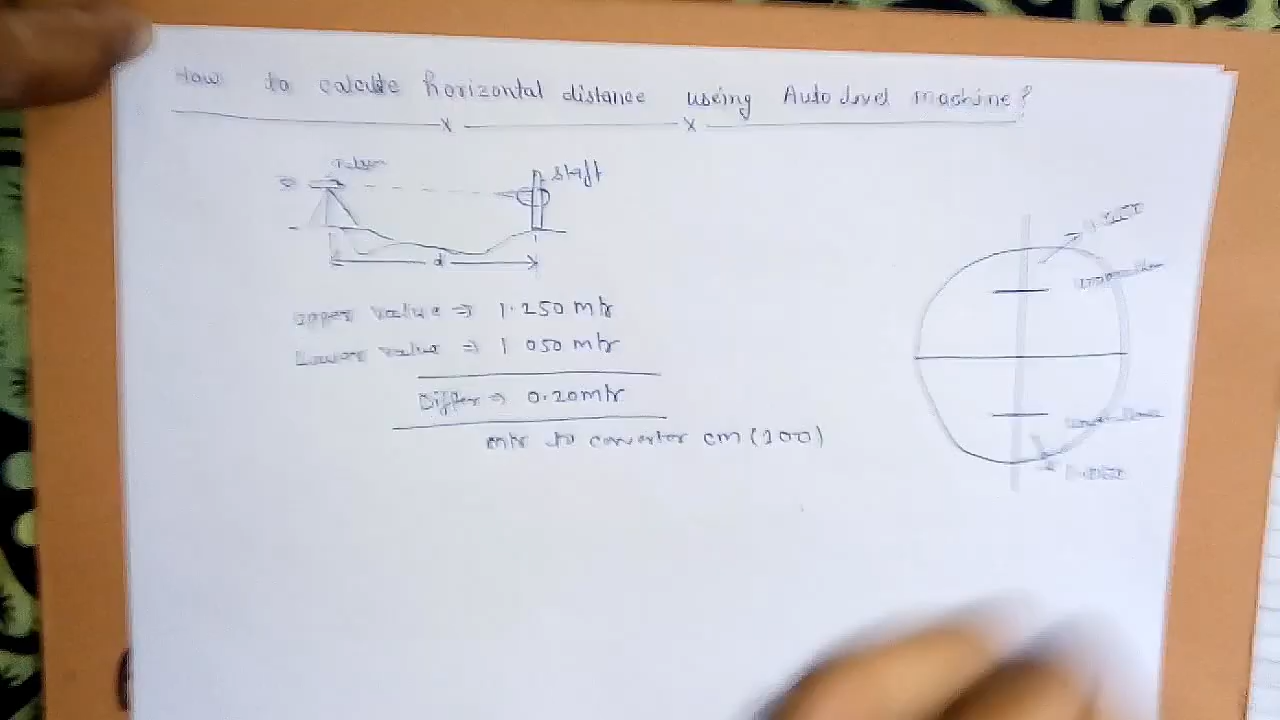 How to calculte horizontal distance using Auto level machine?
staff
d
upper value ⇒ 1.250 mtr
Lower value ⇒ 1 050 mtr
Differ ⇒ 0.20 mtr
mtr to converter cm (100)